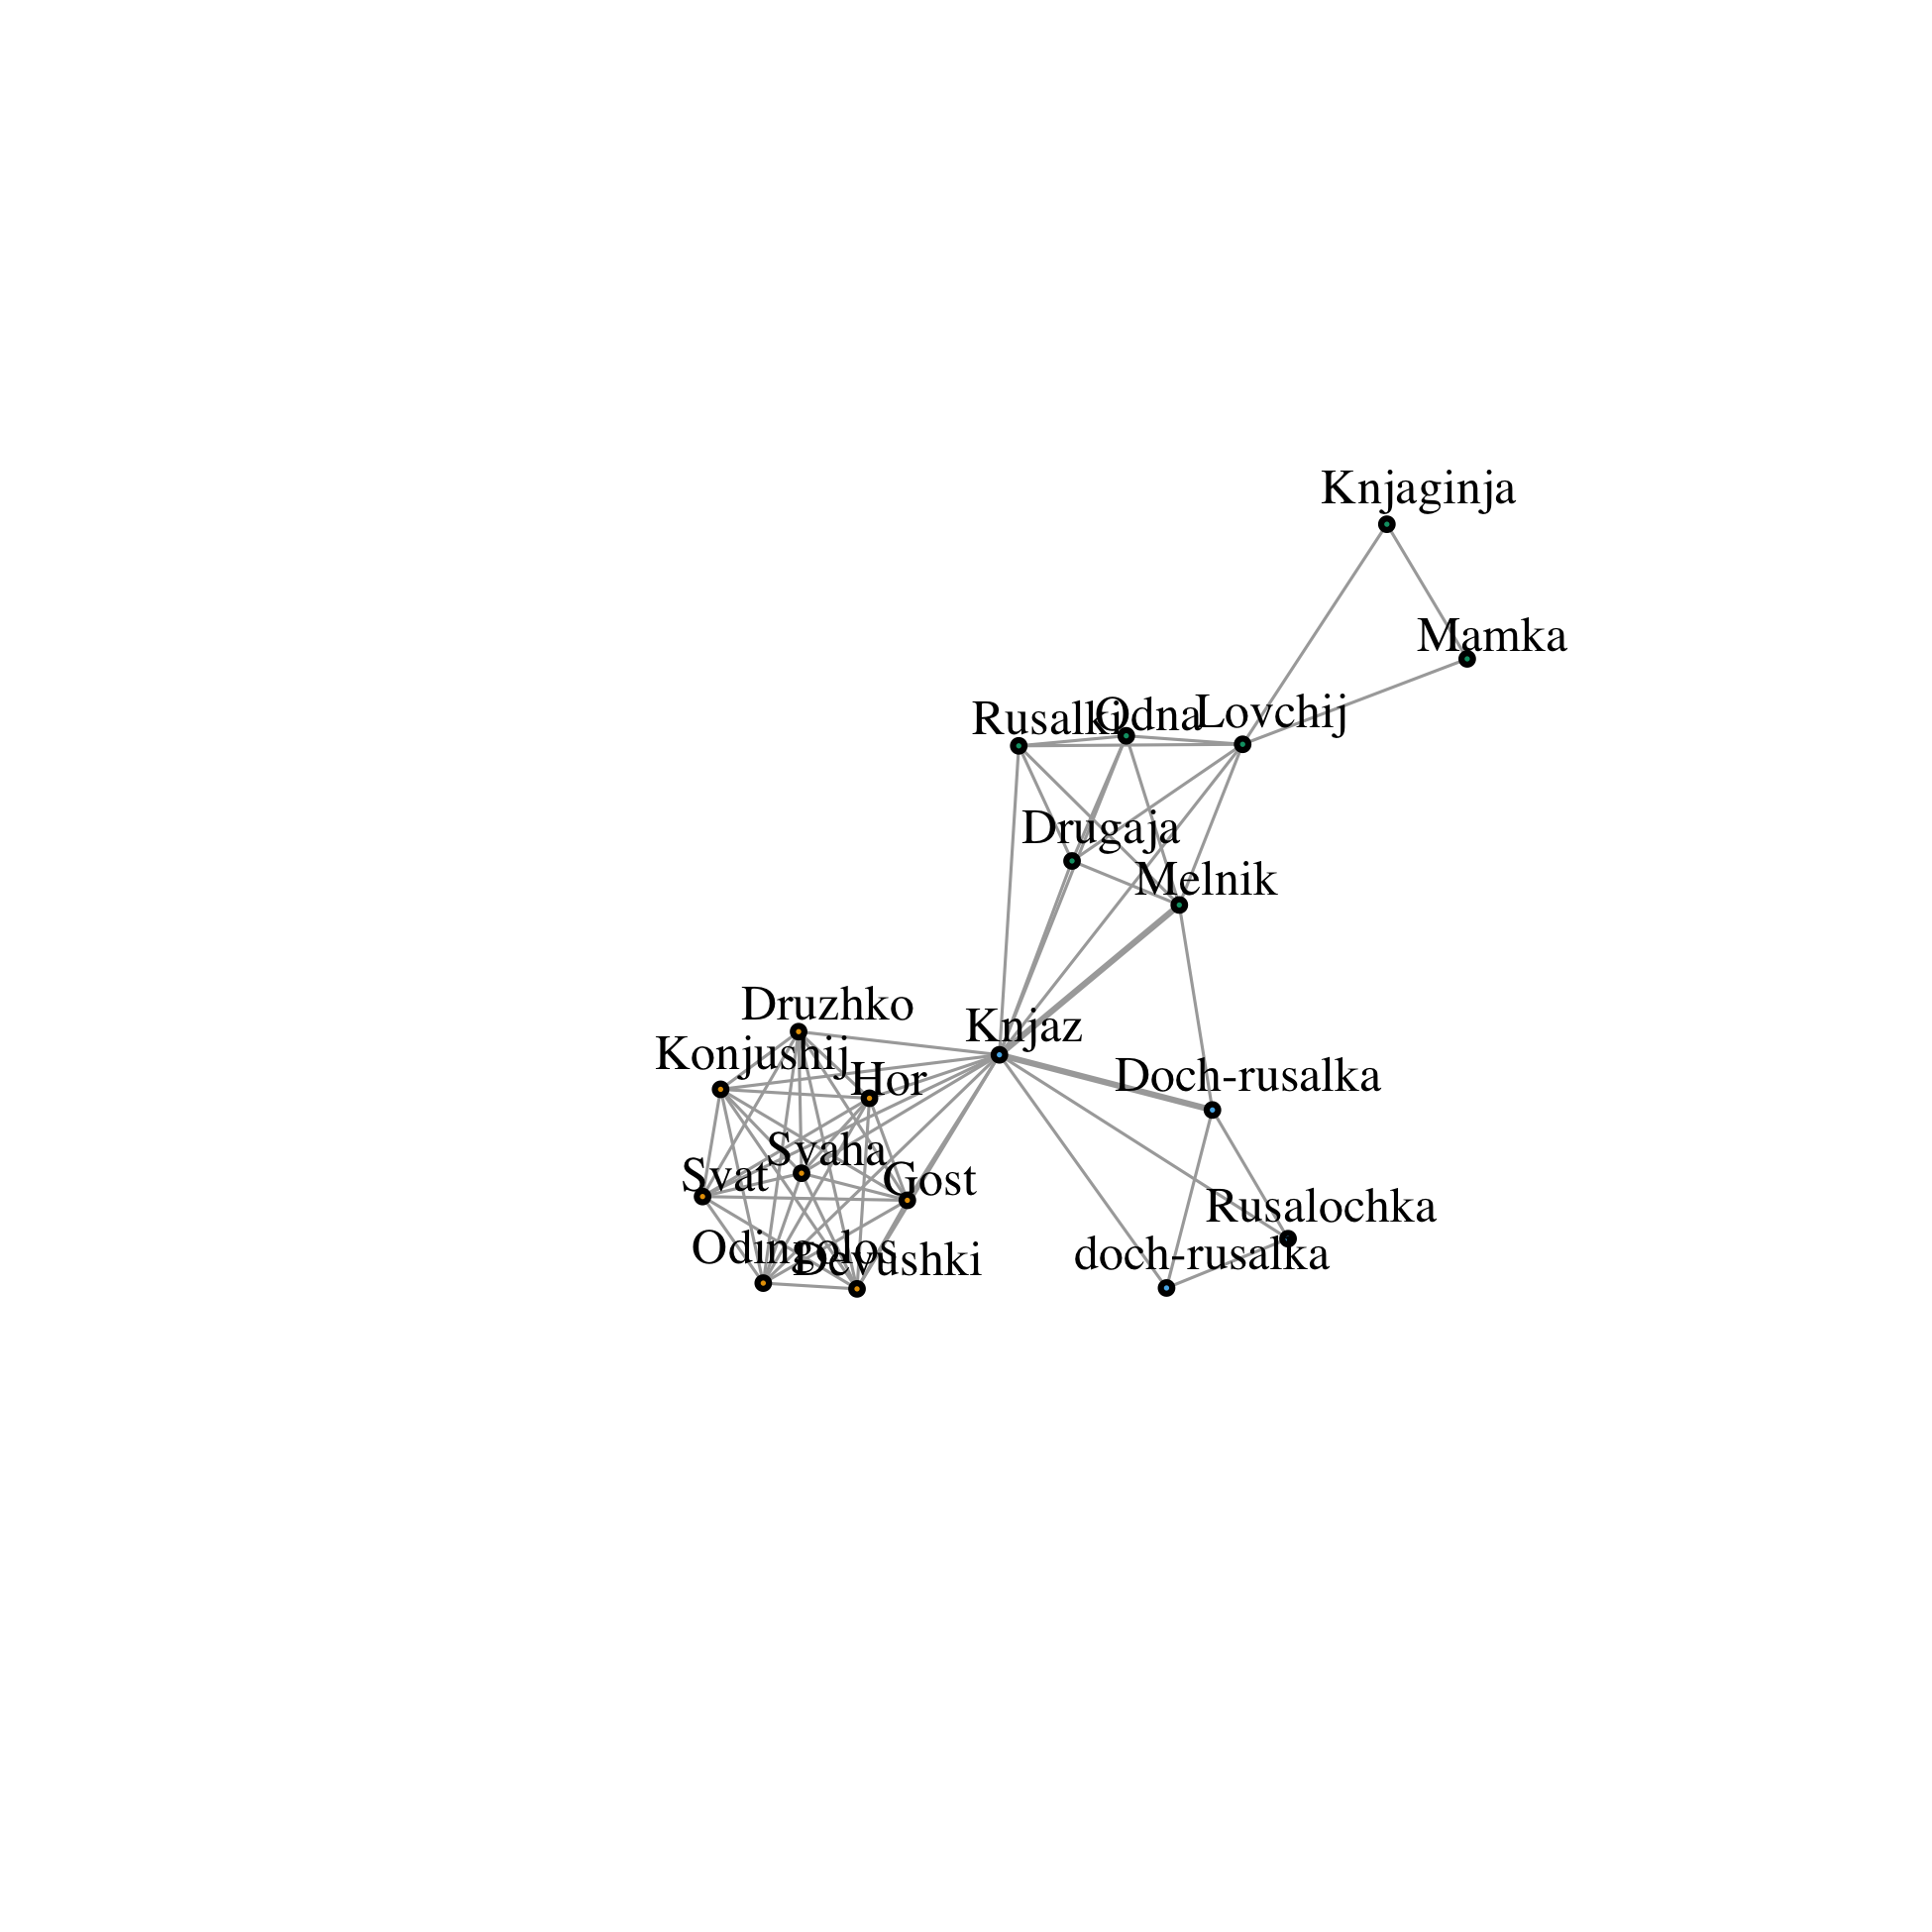 Knjaginja
Mamka
Rusalki
Odna
Lovchij
Drugaja
Melnik
Druzhko
Knjaz
Konjushij
Hor
Doch-rusalka
Svaha
Svat
Gost
Rusalochka
Odingolos
Devushki
doch-rusalka